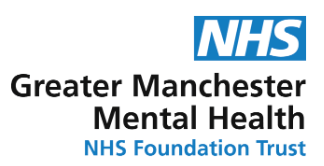 NHS
Greater Manchester
Mental Health
NHS Foundation Trust